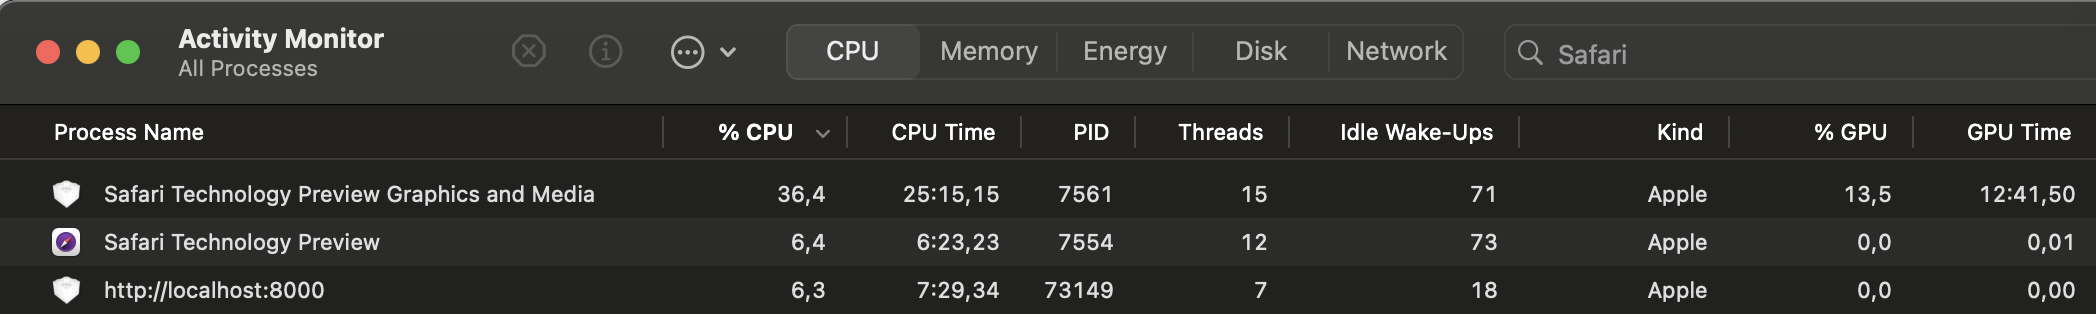 Activity Monitor
All Processes
CPU Memory Energy Disk Network Safari
Process Name % CPU CPU Time PID Threads Idle Wake-Ups Kind % GPU GPU Time
Safari Technology Preview Graphics and Media 36,4 25:15,15 7561 15 71 Apple 13,5 12:41,50
Safari Technology Preview 6,4 6:23,23 7554 12 73 Apple 0,0 0,01
http://localhost:8000 6,3 7:29,34 73149 7 18 Apple 0,0 0,00